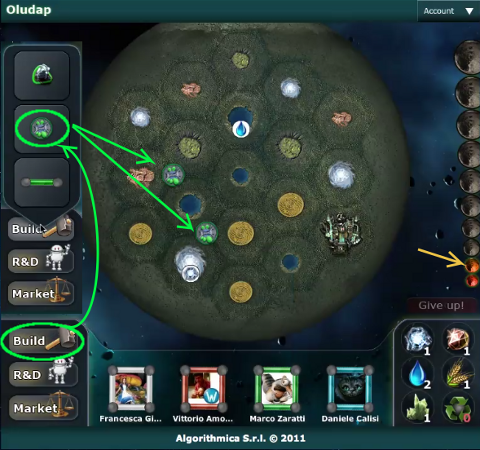 Oludap
Account
Build
R&D
Market
Give up!
Build
R&D
Market
1
1
2
1
1
0
W
Francesca Gi...
Vittorio Amo...
Marco Zaratti
Daniele Calisi
Algorithmica S.r.l. © 2011